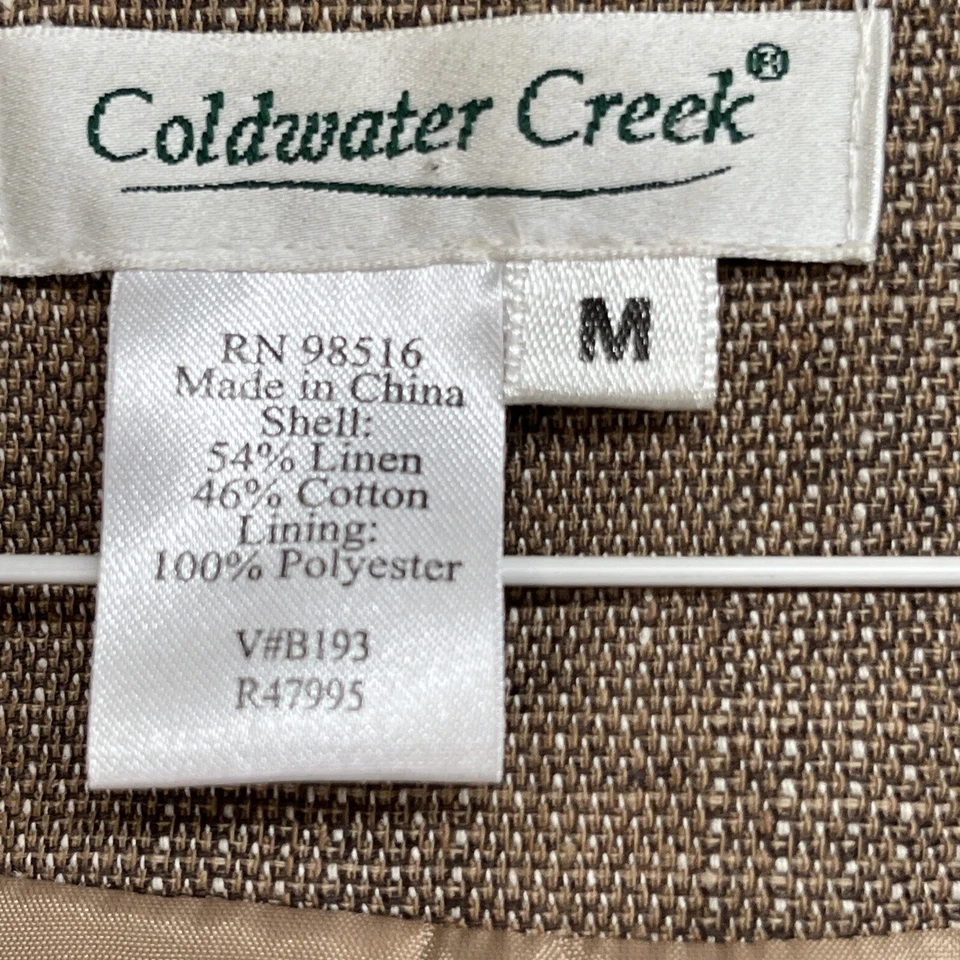 Coldwater Creek®
M
RN 98516
Made in China
Shell:
54% Linen
46% Cotton
Lining:
100% Polyester
V#B193
R47995